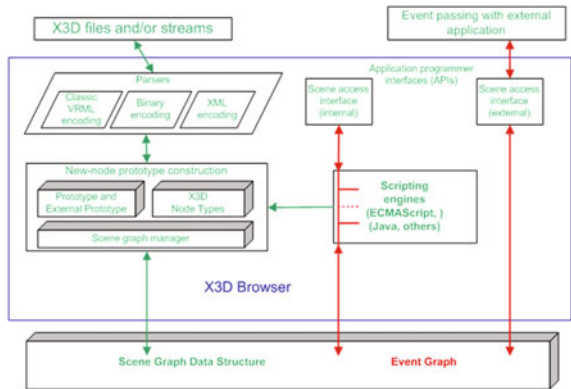 X3D files and/or streams
Event passing with external
application
Parsers
Classic
VRML
encoding
Binary
encoding
XML
encoding
Application programmer
interfaces (APIs)
Scene access
interface
(internal)
Scene access
interface
(external)
New-node prototype construction
Prototype and
External Prototype
X3D
Node Types
Scene graph manager
Scripting
engines
(ECMAScript, )
(Java, others)
X3D Browser
Scene Graph Data Structure
Event Graph